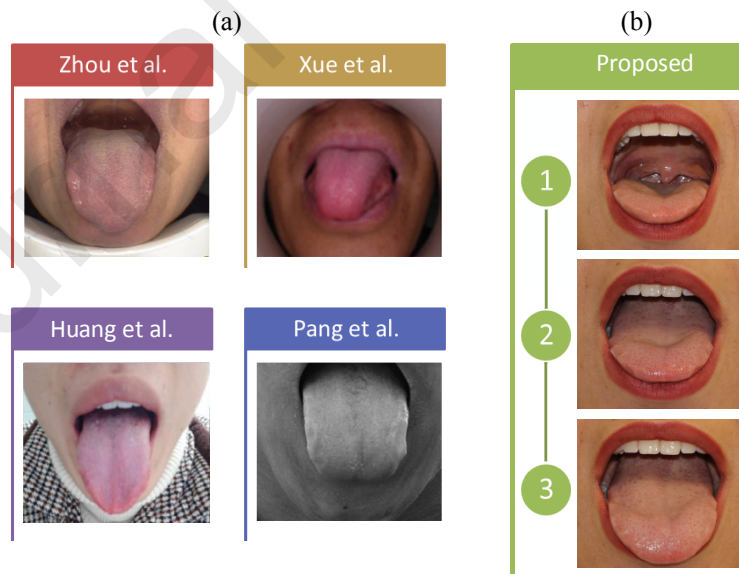 (a)
(b)
Zhou et al.
Xue et al.
Proposed
1
Huang et al.
Pang et al.
2
3